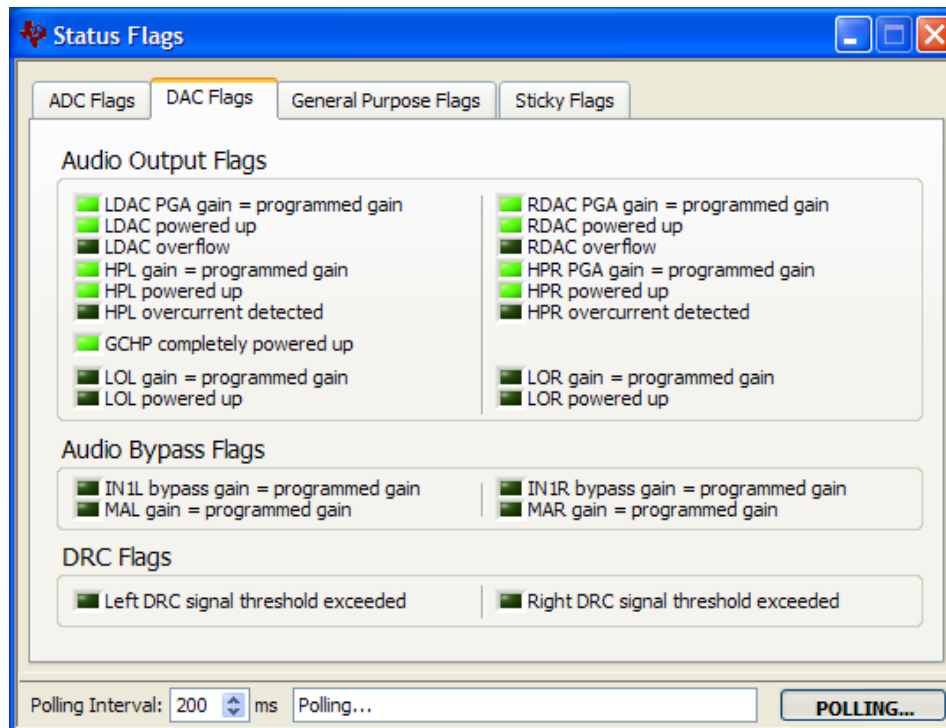 Status Flags
ADC Flags DAC Flags General Purpose Flags Sticky Flags
Audio Output Flags
LDAC PGA gain = programmed gain
LDAC powered up
LDAC overflow
HPL gain = programmed gain
HPL powered up
HPL overcurrent detected
GCHP completely powered up
LOL gain = programmed gain
LOL powered up
RDAC PGA gain = programmed gain
RDAC powered up
RDAC overflow
HPR PGA gain = programmed gain
HPR powered up
HPR overcurrent detected
LOR gain = programmed gain
LOR powered up
Audio Bypass Flags
IN1L bypass gain = programmed gain
MAL gain = programmed gain
IN1R bypass gain = programmed gain
MAR gain = programmed gain
DRC Flags
Left DRC signal threshold exceeded
Right DRC signal threshold exceeded
Polling Interval: 200 ms Polling... POLLING...